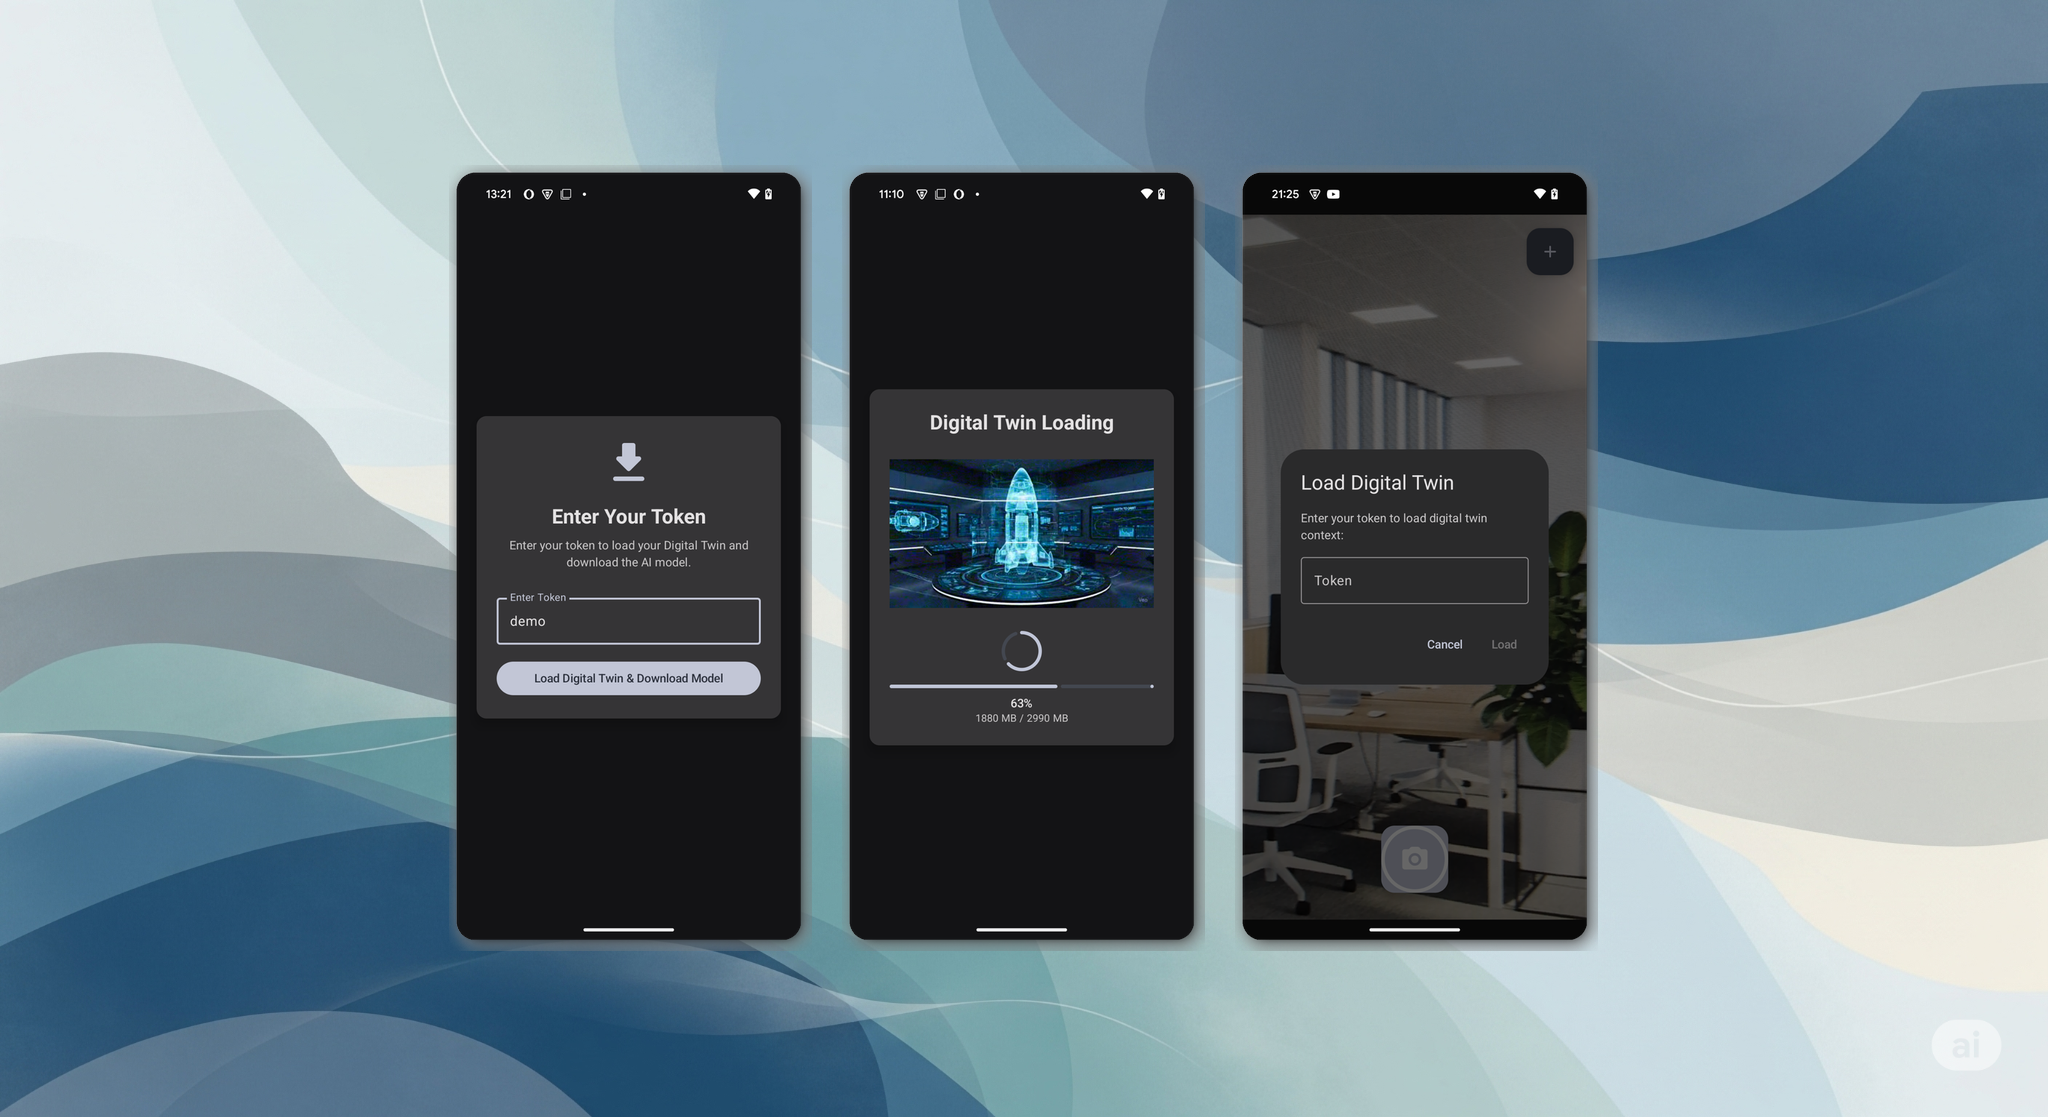 13:21
Enter Your Token
Enter your token to load your Digital Twin and
download the AI model.
Enter Token
demo
Load Digital Twin & Download Model
11:10
Digital Twin Loading
Veo
63%
1880 MB / 2990 MB
21:25
Load Digital Twin
Enter your token to load digital twin
context:
Token
Cancel
Load
ai